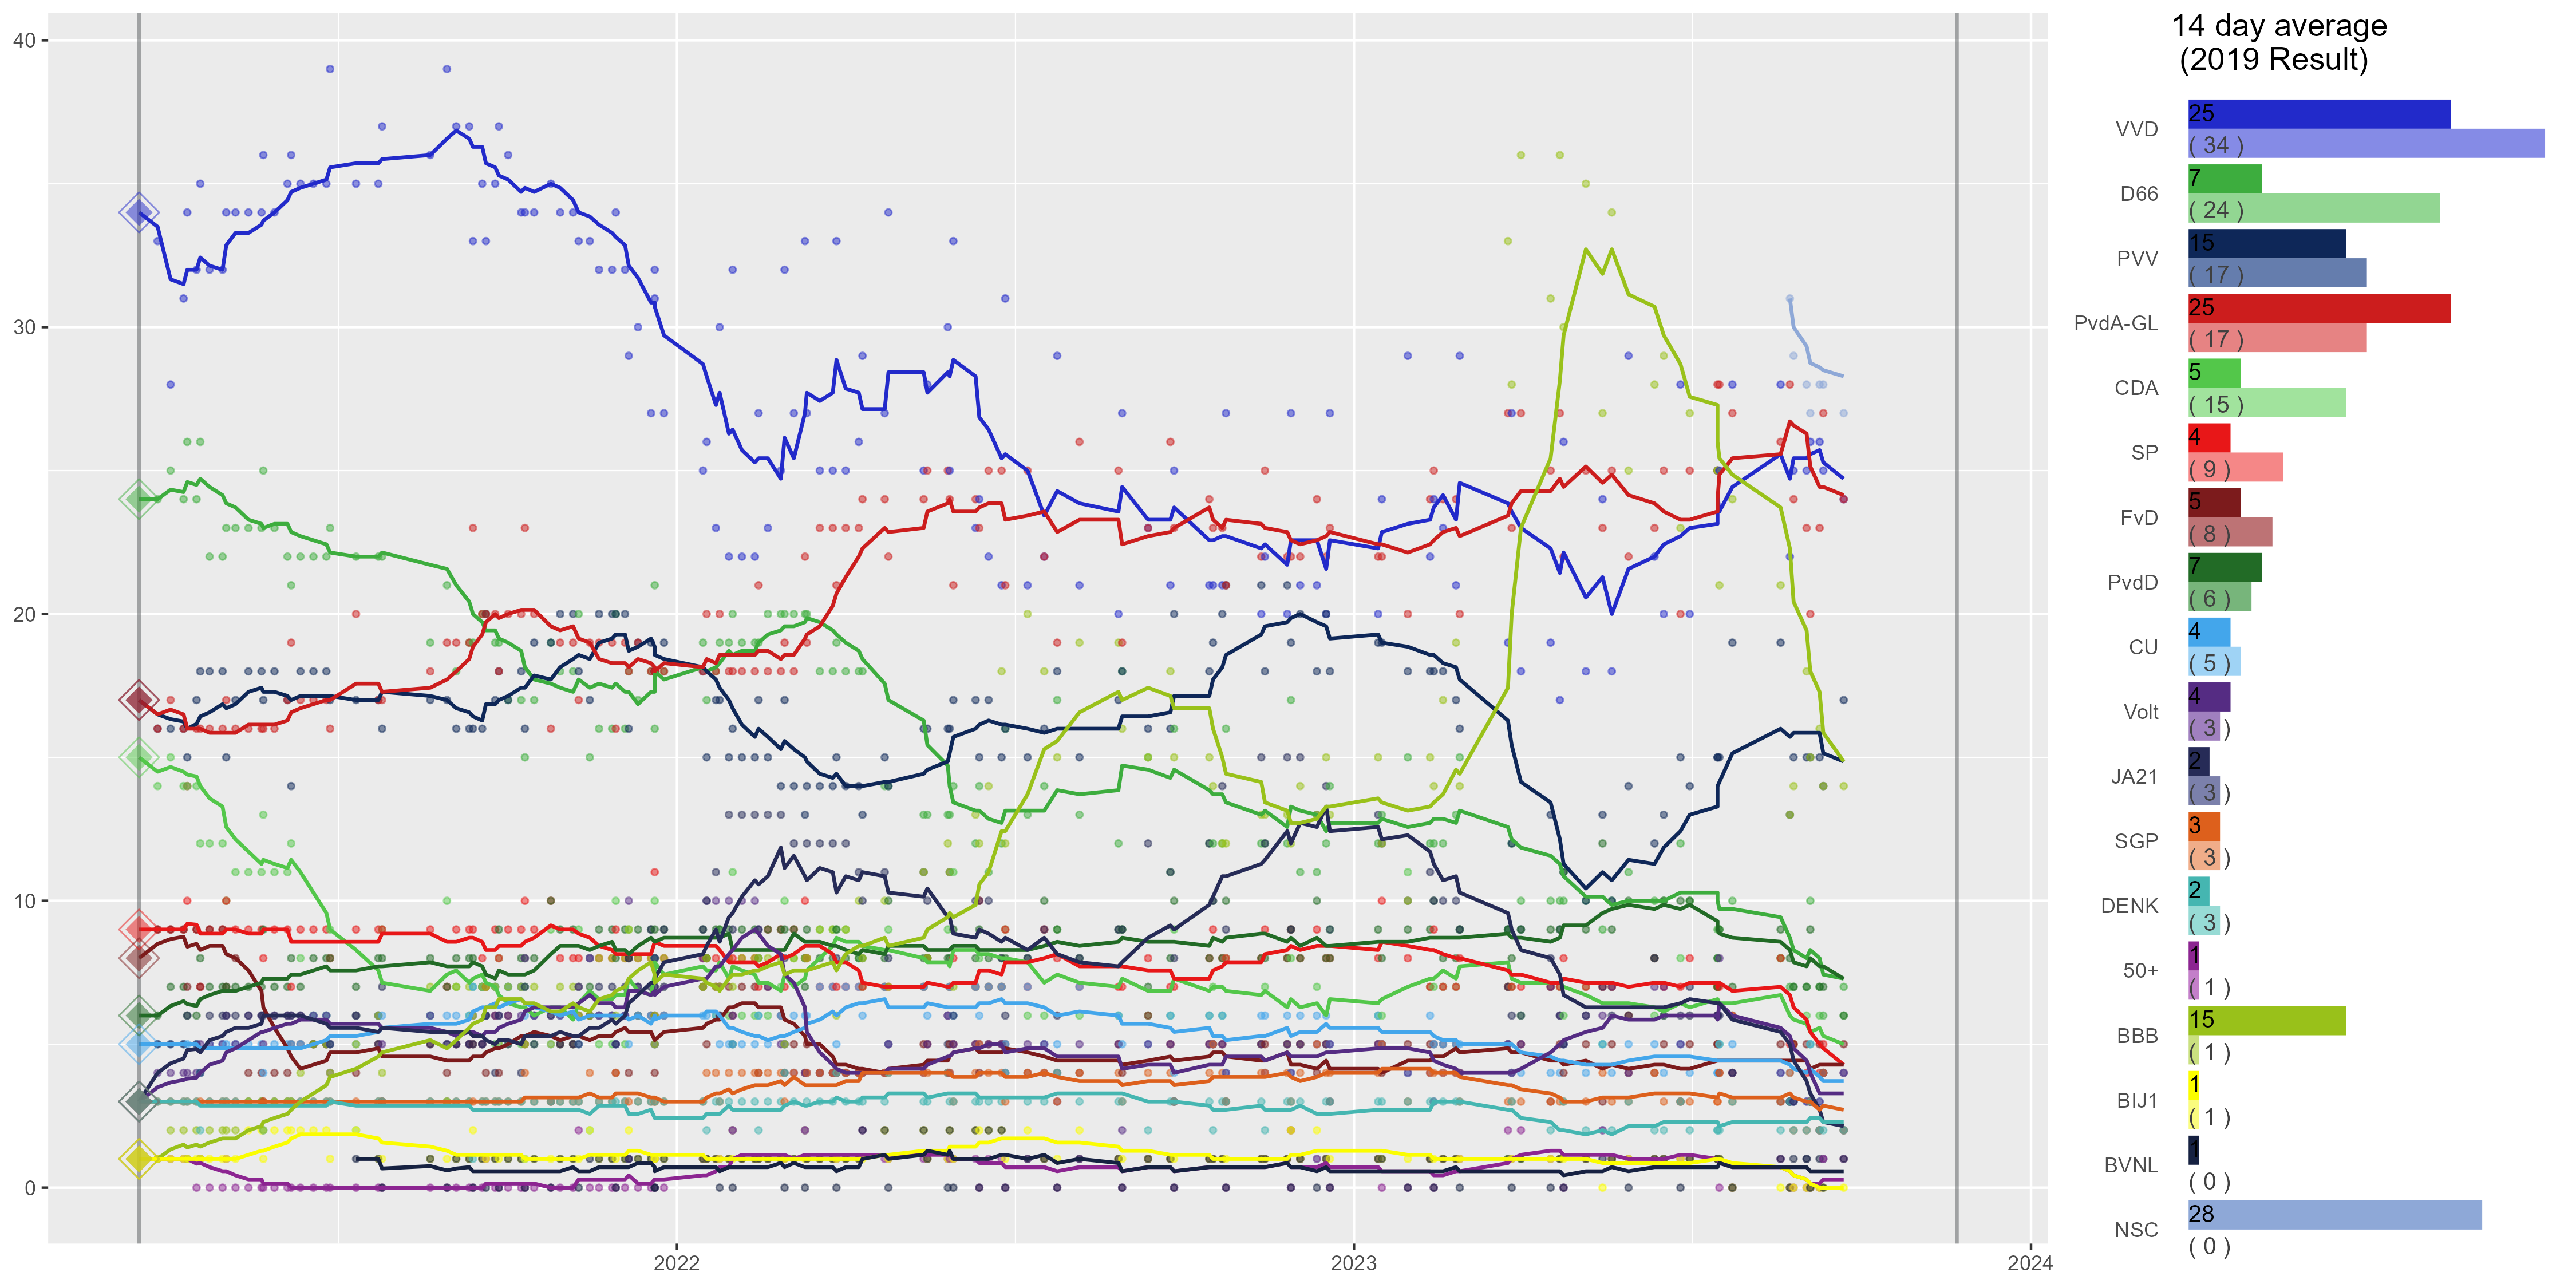 40
30
20
10
0
2022
2023
2024
14 day average
(2019 Result)
VVD
25
( 34 )
D66
7
( 24 )
PVV
15
( 17 )
PvdA-GL
25
( 17 )
CDA
5
( 15 )
SP
4
( 9 )
FvD
5
( 8 )
PvdD
7
( 6 )
CU
4
( 5 )
Volt
4
( 3 )
JA21
2
( 3 )
SGP
3
( 3 )
DENK
2
( 3 )
50+
1
( 1 )
BBB
15
( 1 )
BIJ1
1
( 1 )
BVNL
1
( 0 )
NSC
28
( 0 )